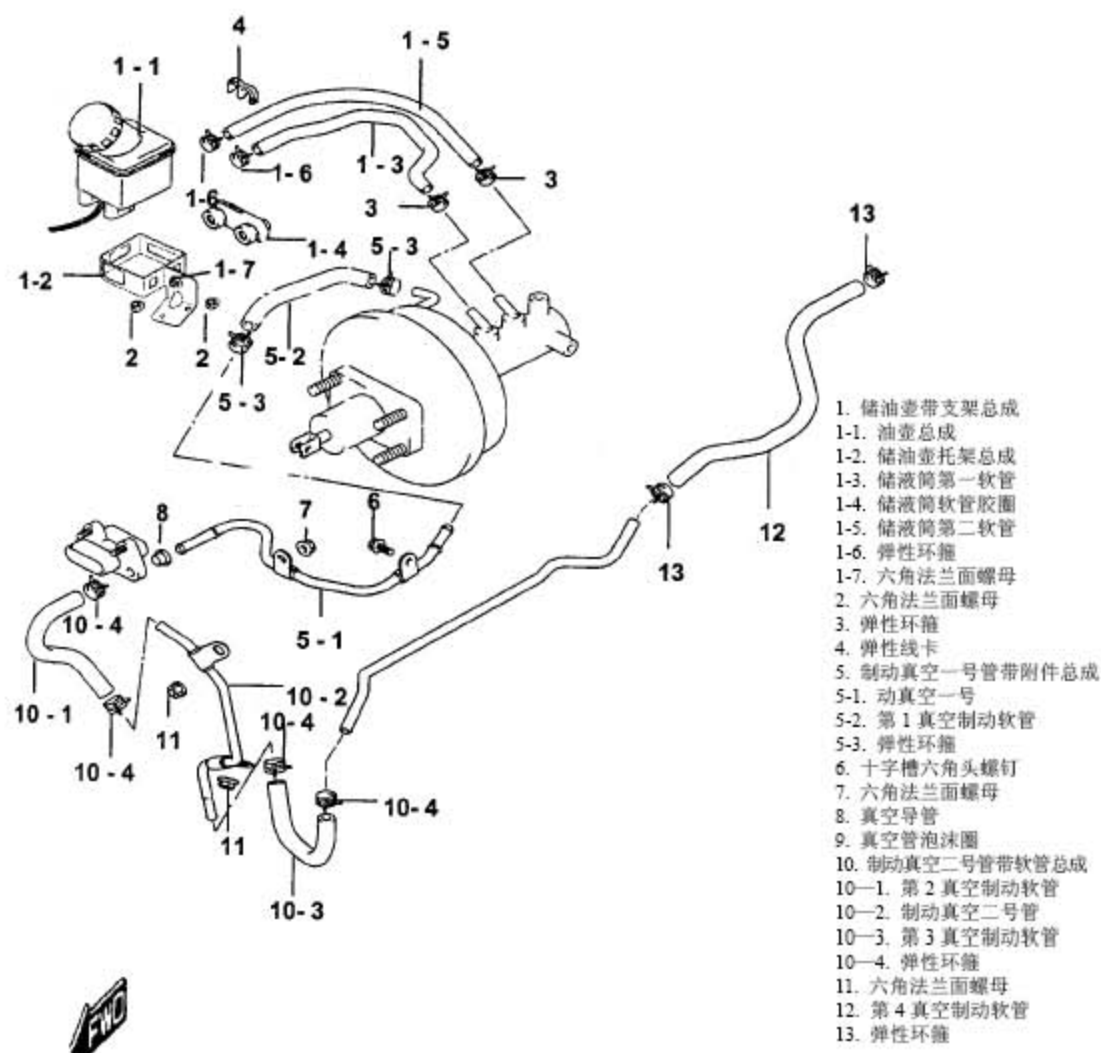 4
1 - 5
1 - 1
1 - 3
1 - 6
3
1-6
3
13
1- 4
5 - 3
1-2
1- 7
2
2
5- 2
5 - 3
8
7
6
12
13
10 - 4
5 - 1
10 - 1
10 - 2
11
10- 4
10 - 4
10- 4
11
10- 3
FWD
1. 储油壶带支架总成
1-1. 油壶总成
1-2. 储油壶托架总成
1-3. 储液筒第一软管
1-4. 储液筒软管胶圈
1-5. 储液筒第二软管
1-6. 弹性环箍
1-7. 六角法兰面螺母
2. 六角法兰面螺母
3. 弹性环箍
4. 弹性线卡
5. 制动真空一号管带附件总成
5-1. 动真空一号
5-2. 第1真空制动软管
5-3. 弹性环箍
6. 十字槽六角头螺钉
7. 六角法兰面螺母
8. 真空导管
9. 真空管泡沫圈
10. 制动真空二号管带软管总成
10—1. 第2真空制动软管
10—2. 制动真空二号管
10—3. 第3真空制动软管
10—4. 弹性环箍
11. 六角法兰面螺母
12. 第4真空制动软管
13. 弹性环箍